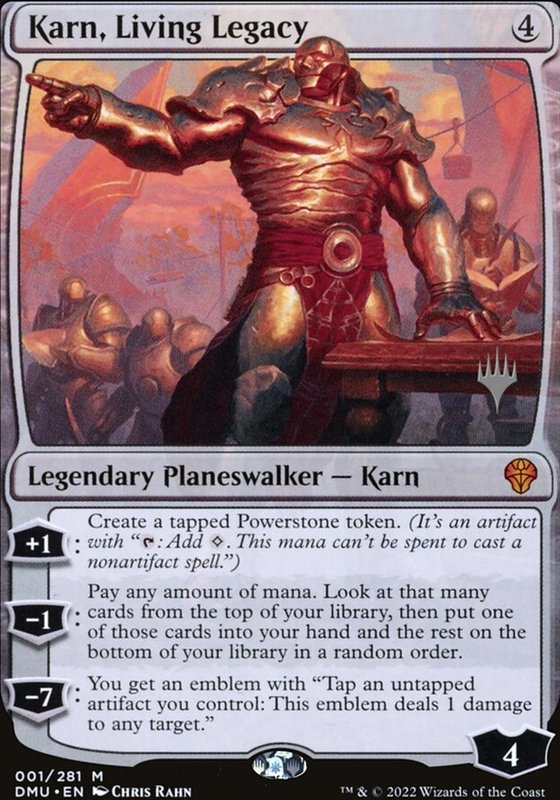 Karn, Living Legacy 4
Legendary Planeswalker — Karn
+1 : Create a tapped Powerstone token. (It's an artifact
with “{T}: Add {C}. This mana can't be spent to cast a
nonartifact spell.”)
−1 : Pay any amount of mana. Look at that many
cards from the top of your library, then put one
of those cards into your hand and the rest on the
bottom of your library in a random order.
−7 : You get an emblem with “Tap an untapped
artifact you control: This emblem deals 1 damage
to any target.”
4
001/281 M
DMU • EN Chris Rahn
™ & © 2022 Wizards of the Coast